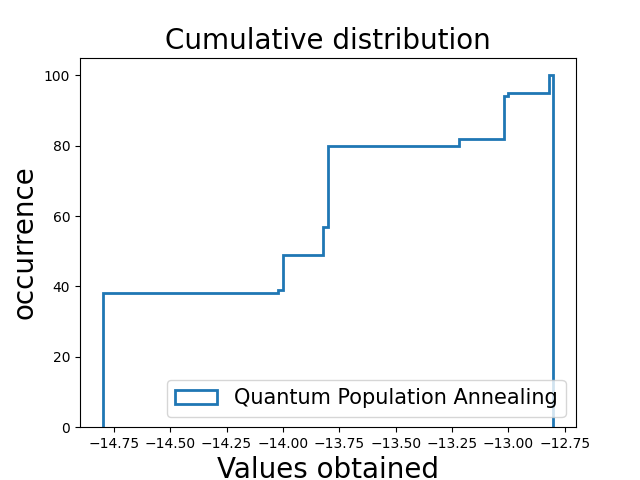 Cumulative distribution
occurrence
100
80
60
40
20
0
Quantum Population Annealing
−14.75 −14.50 −14.25 −14.00 −13.75 −13.50 −13.25 −13.00 −12.75
Values obtained